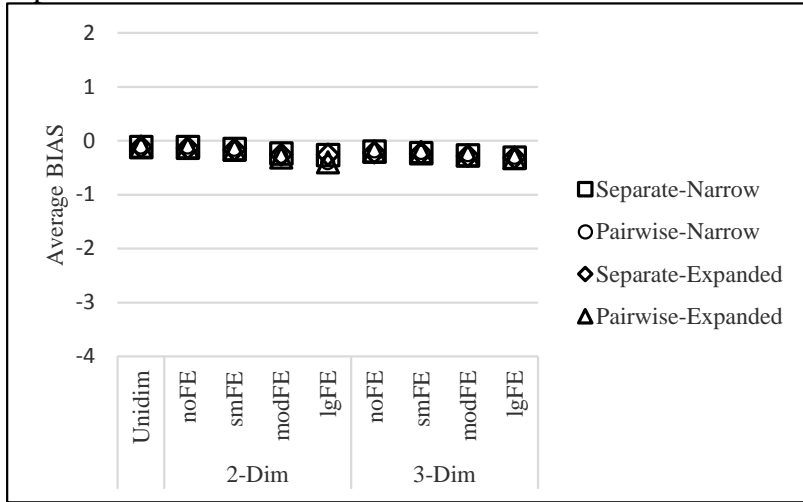 2
1
0
-1
-2
-3
-4
Average BIAS
Unidim
noFE
smFE
modFE
lgFE
noFE
smFE
modFE
lgFE
2-Dim
3-Dim
Separate-Narrow
Pairwise-Narrow
Separate-Expanded
Pairwise-Expanded